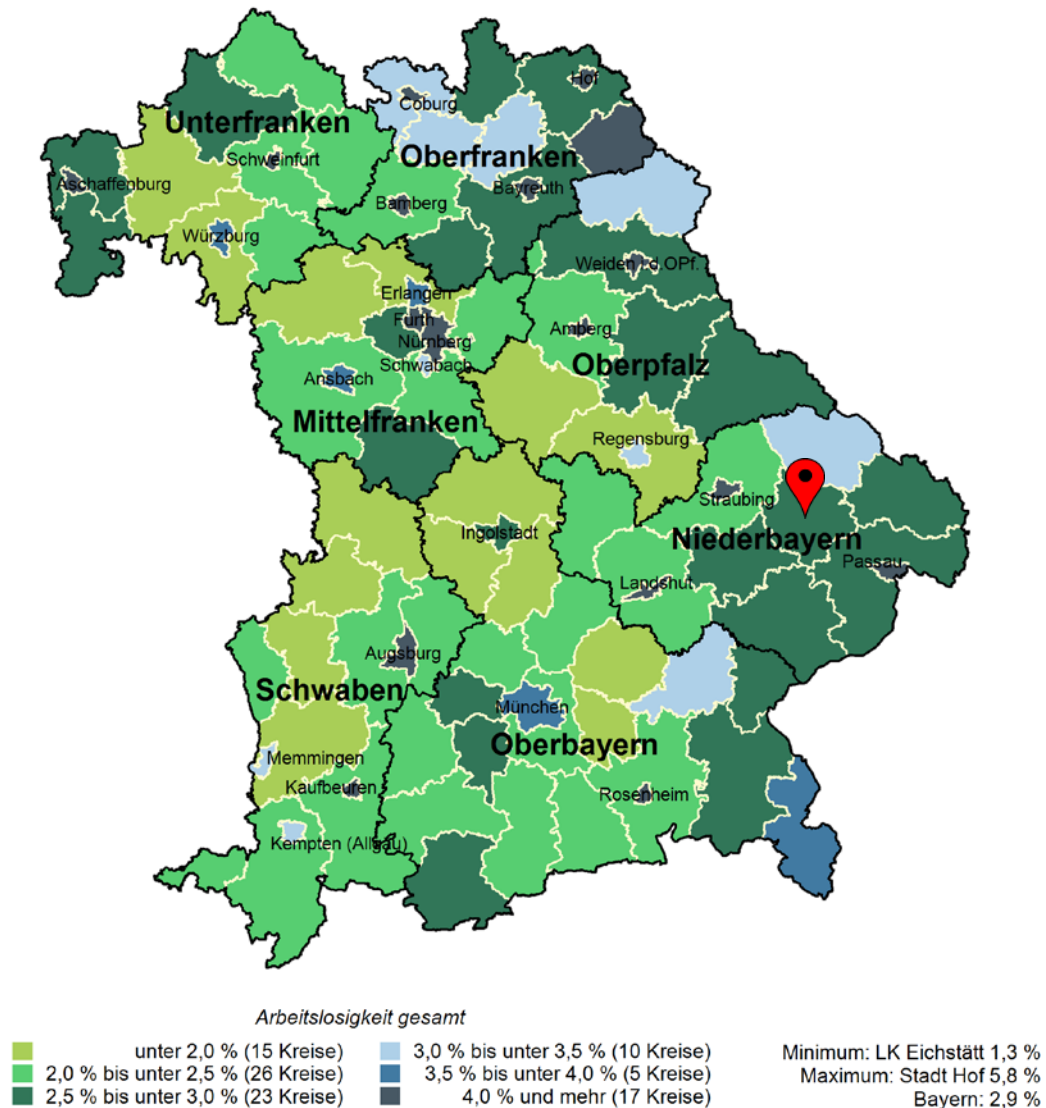 Hof
Coburg
Unterfranken
Oberfranken
Schweinfurt
Aschaffenburg
Bayreuth
Bamberg
Würzburg
Weiden i.d.OPf.
Erlangen
Fürth
Amberg
Nürnberg
Schwabach
Oberpfalz
Ansbach
Mittelfranken
Regensburg
Straubing
Ingolstadt
Niederbayern
Passau
Landshut
Augsburg
Schwaben
München
Oberbayern
Memmingen
Kaufbeuren
Rosenheim
Kempten (Allgäu)
Arbeitslosigkeit gesamt
unter 2,0 % (15 Kreise)
2,0 % bis unter 2,5 % (26 Kreise)
2,5 % bis unter 3,0 % (23 Kreise)
3,0 % bis unter 3,5 % (10 Kreise)
3,5 % bis unter 4,0 % (5 Kreise)
4,0 % und mehr (17 Kreise)
Minimum: LK Eichstätt 1,3 %
Maximum: Stadt Hof 5,8 %
Bayern: 2,9 %